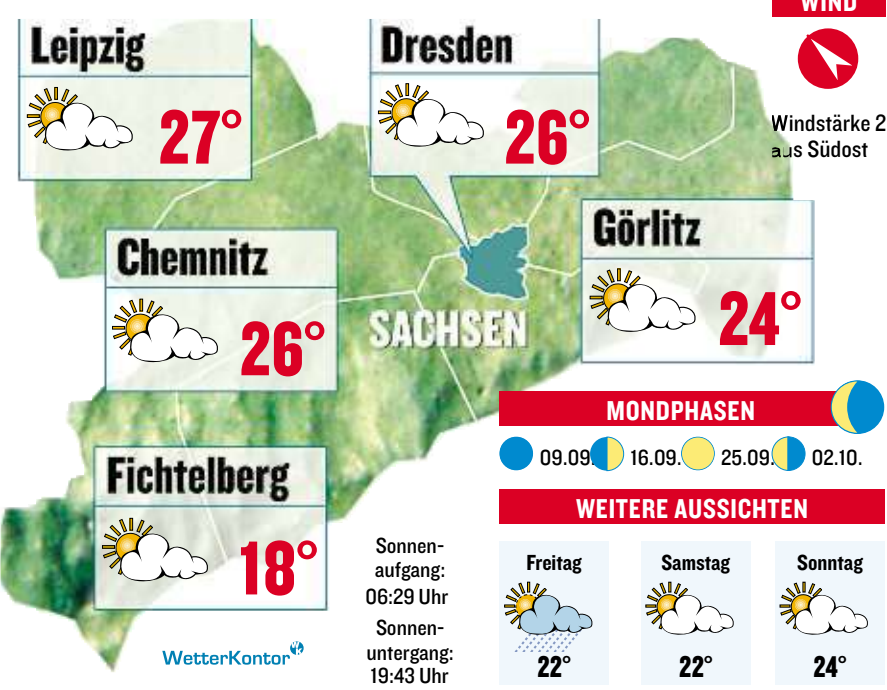 WIND
Windstärke 2
aus Südost
Leipzig
27°
Dresden
26°
Görlitz
24°
Chemnitz
26°
SACHSEN
Fichtelberg
18°
MONDPHASEN
09.09. 16.09. 25.09. 02.10.
WEITERE AUSSICHTEN
Freitag
22°
Samstag
22°
Sonntag
24°
Sonnen-
aufgang:
06:29 Uhr
Sonnen-
untergang:
19:43 Uhr
WetterKontor